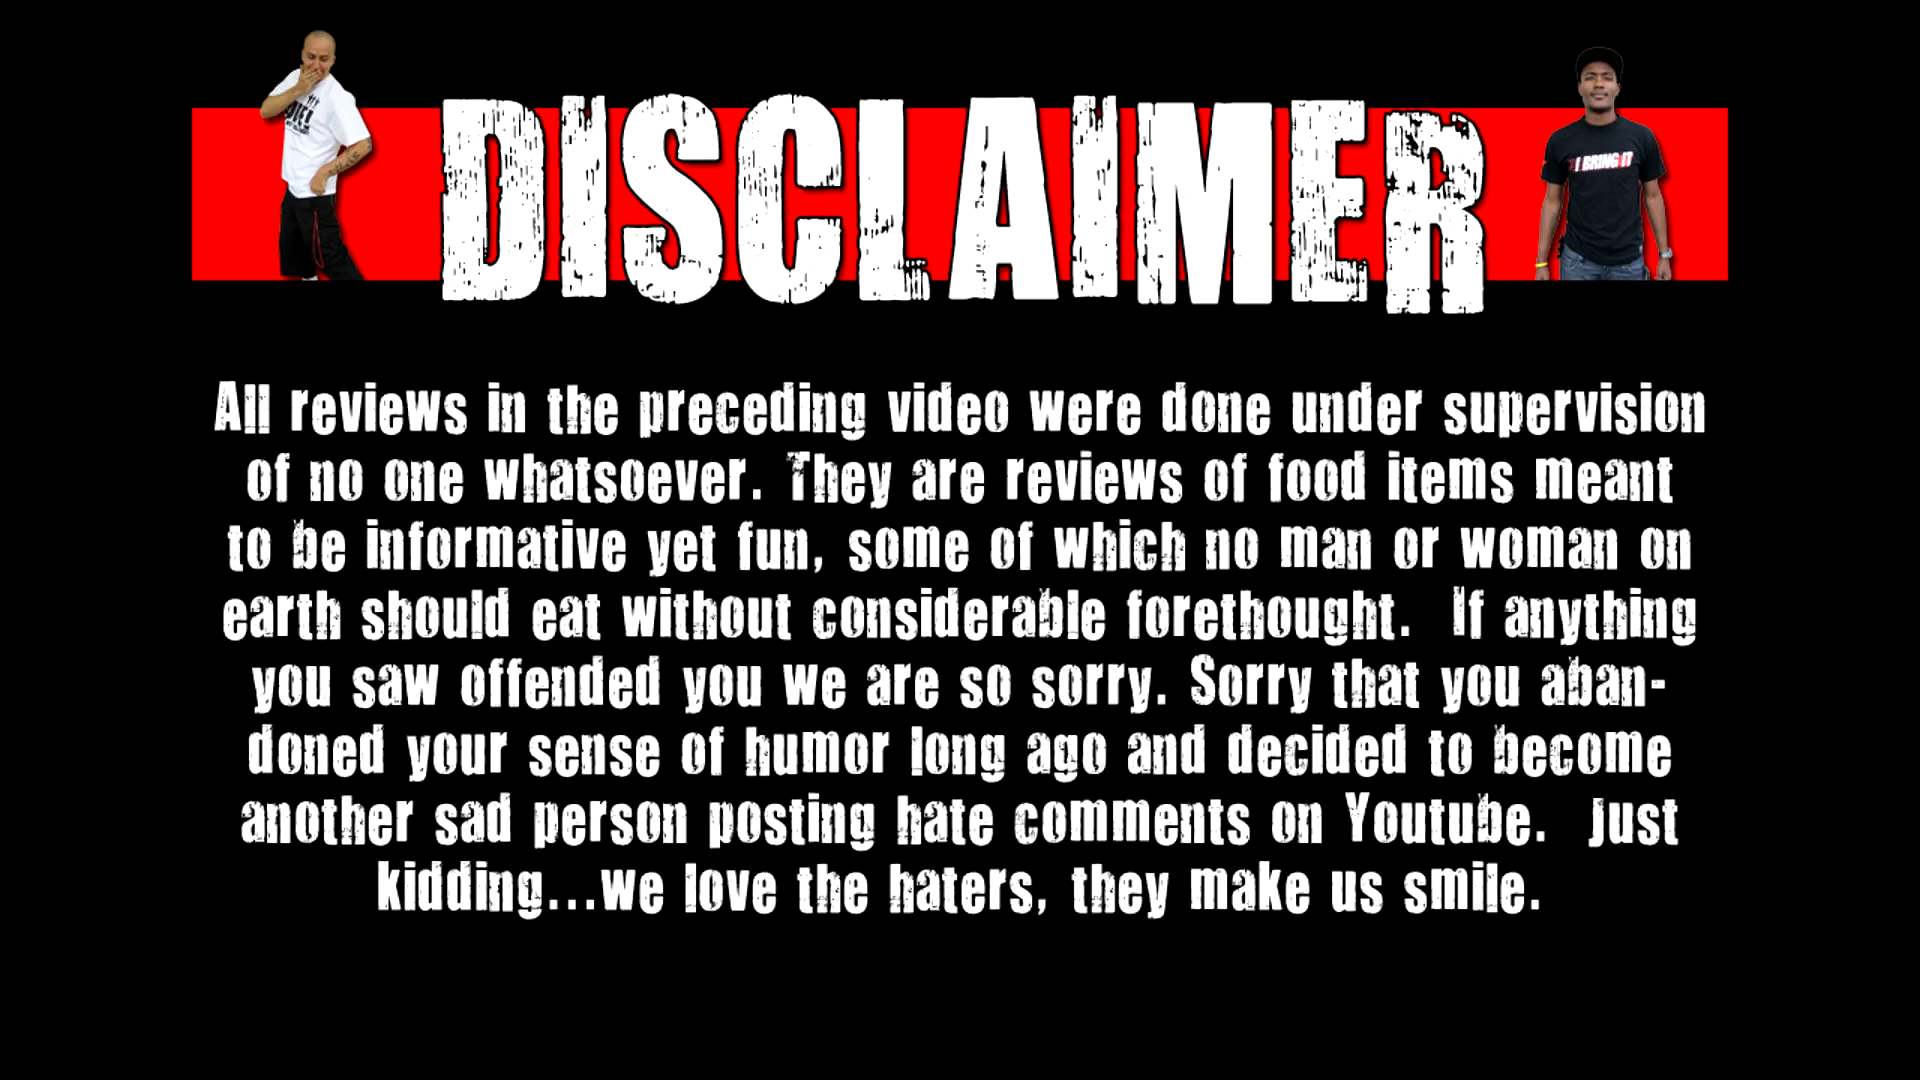 DISCLAIMER
DIE!
I BRING IT
All reviews in the preceding video were done under supervision
of no one whatsoever. They are reviews of food items meant
to be informative yet fun, some of which no man or woman on
earth should eat without considerable forethought. If anything
you saw offended you we are so sorry. Sorry that you aban-
doned your sense of humor long ago and decided to become
another sad person posting hate comments on Youtube. Just
kidding...we love the haters, they make us smile.